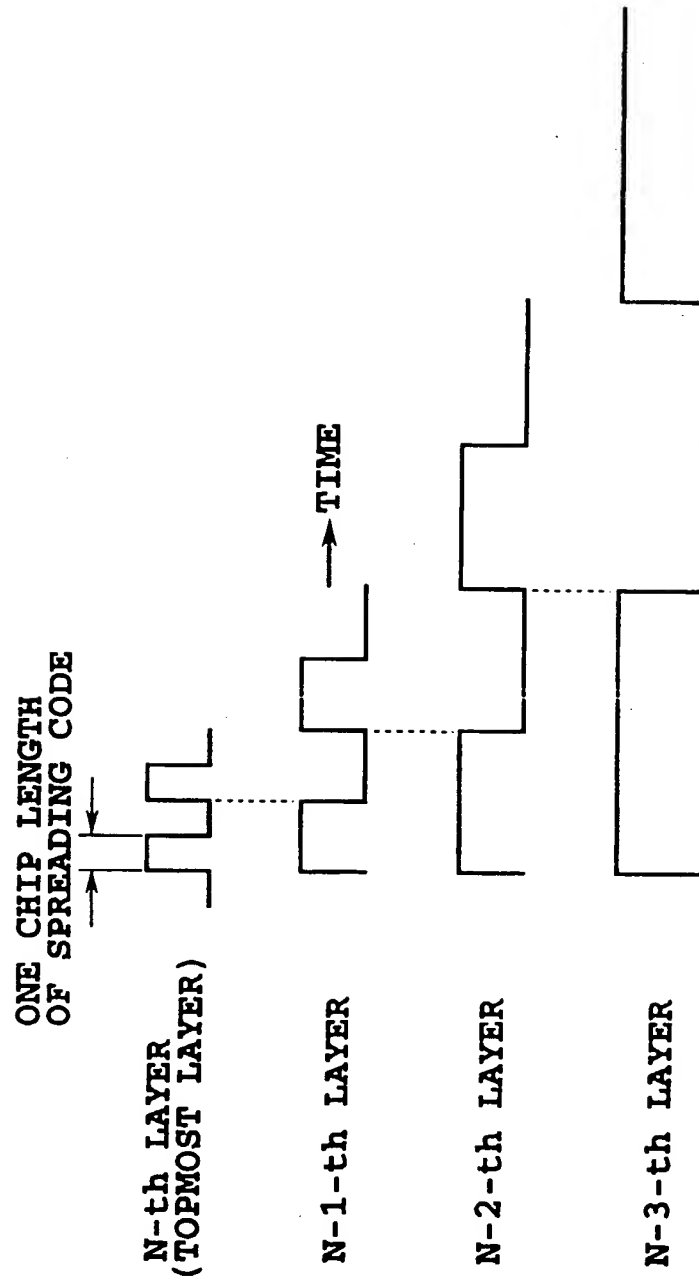 ONE CHIP LENGTH
OF SPREADING CODE
N-th LAYER
(TOPMOST LAYER)
N-1-th LAYER
TIME
N-2-th LAYER
N-3-th LAYER